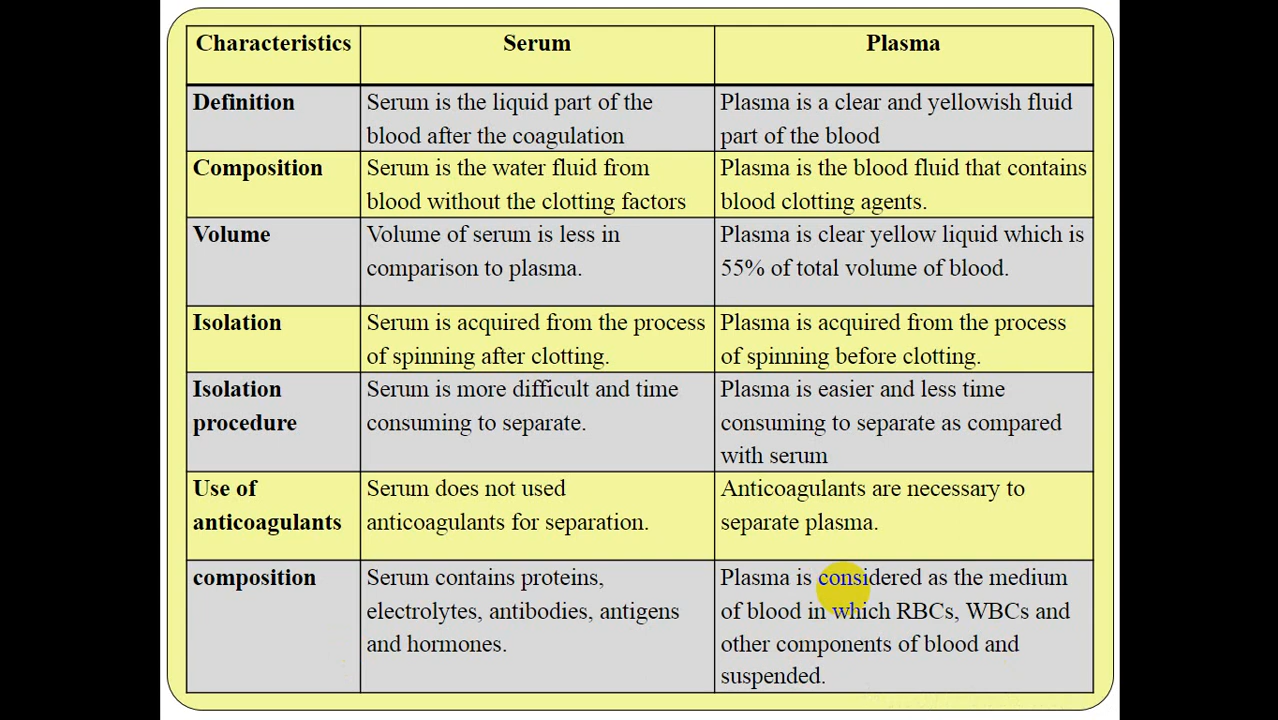 Characteristics Serum Plasma
Definition Serum is the liquid part of the Plasma is a clear and yellowish fluid
blood after the coagulation part of the blood
Composition Serum is the water fluid from Plasma is the blood fluid that contains
blood without the clotting factors blood clotting agents.
Volume Volume of serum is less in Plasma is clear yellow liquid which is
comparison to plasma. 55% of total volume of blood.
Isolation Serum is acquired from the process Plasma is acquired from the process
of spinning after clotting. of spinning before clotting.
Isolation Serum is more difficult and time Plasma is easier and less time
procedure consuming to separate. consuming to separate as compared
with serum
Use of Serum does not used Anticoagulants are necessary to
anticoagulants anticoagulants for separation. separate plasma.
composition Serum contains proteins, Plasma is considered as the medium
electrolytes, antibodies, antigens of blood in which RBCs, WBCs and
and hormones. other components of blood and
suspended.